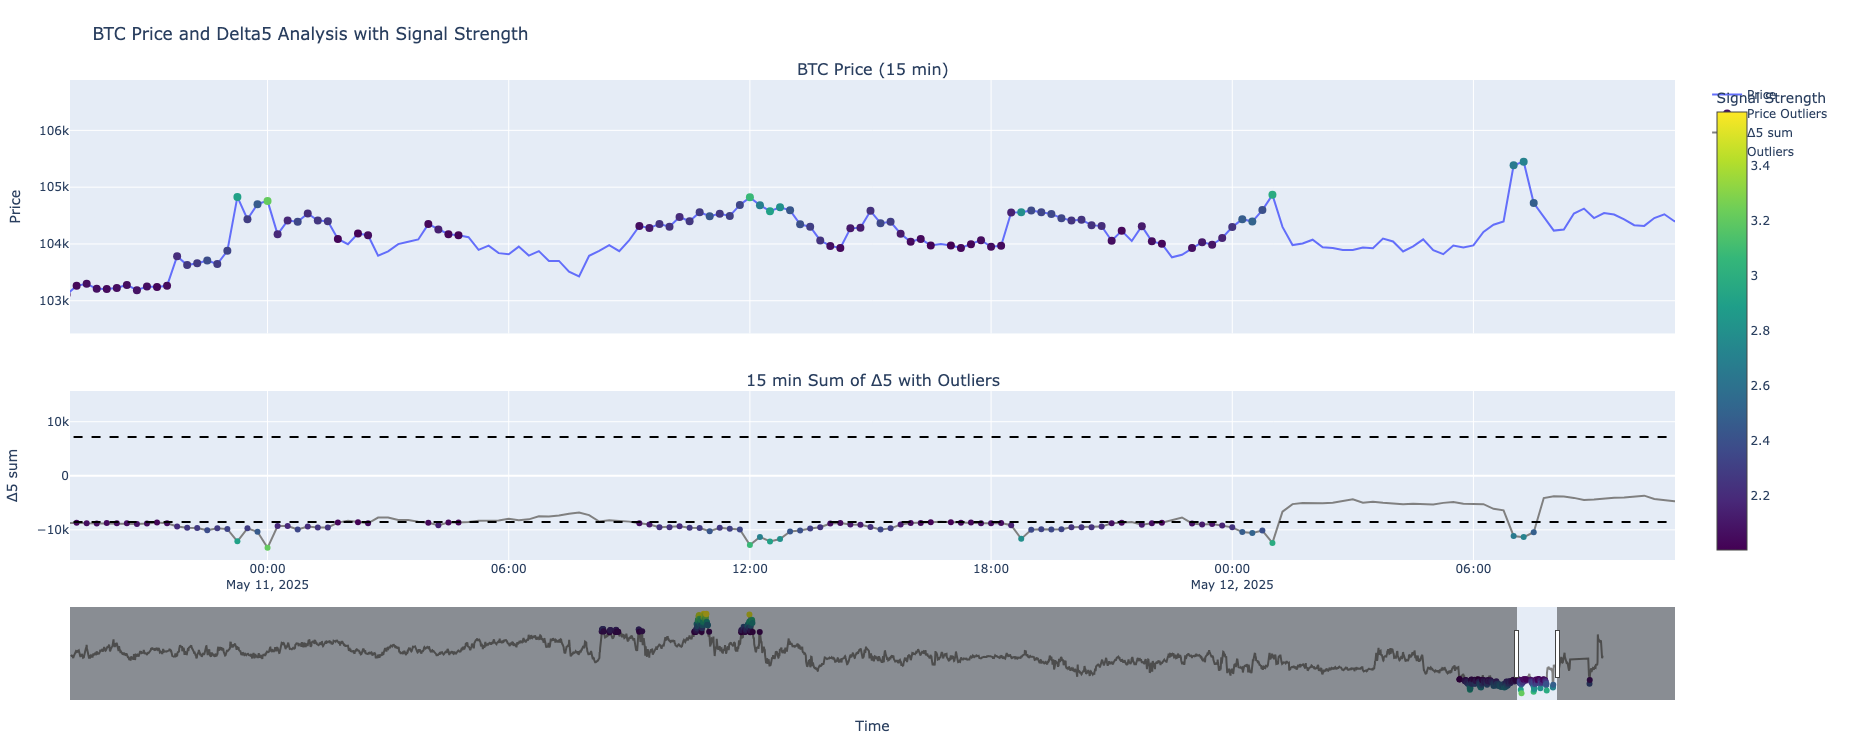 BTC Price and Delta5 Analysis with Signal Strength
BTC Price (15 min)
Price
106k
105k
104k
103k
Signal Strength
Price
Price Outliers
Δ5 sum
Outliers
3.4
3.2
3
2.8
2.6
2.4
2.2
15 min Sum of Δ5 with Outliers
Δ5 sum
10k
0
−10k
00:00
May 11, 2025
06:00
12:00
18:00
00:00
May 12, 2025
06:00
Time